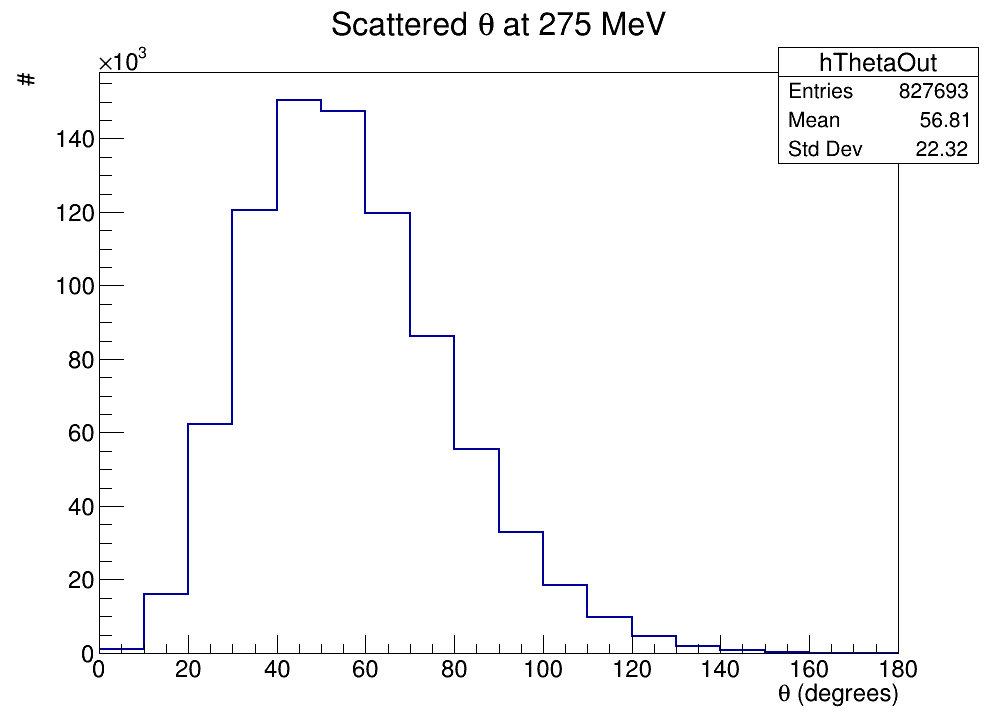 Scattered θ at 275 MeV
×10³
#
hThetaOut
Entries 827693
Mean 56.81
Std Dev 22.32
140
120
100
80
60
40
20
0
0 20 40 60 80 100 120 140 160 180
θ (degrees)